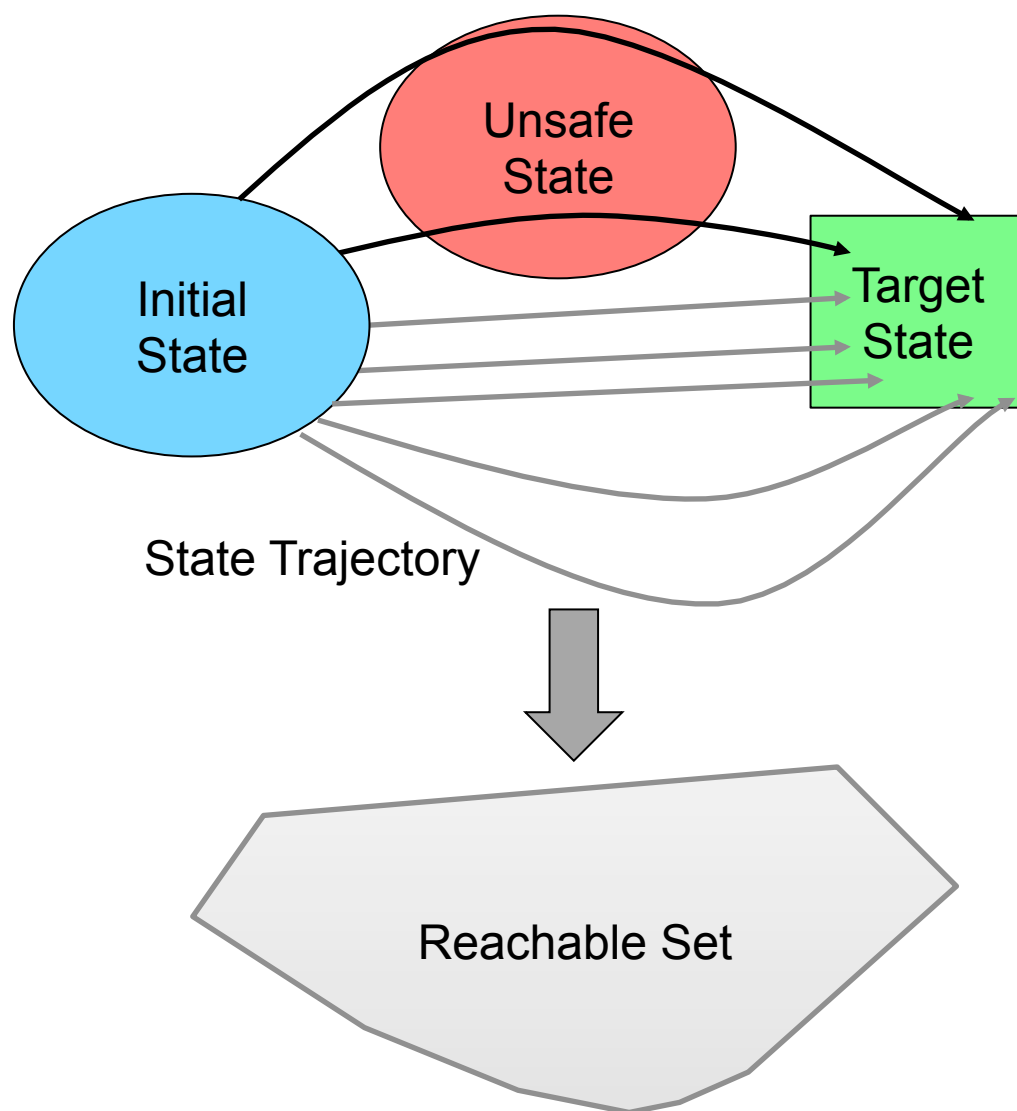 Unsafe
State
Initial
State
Target
State
State Trajectory
Reachable Set